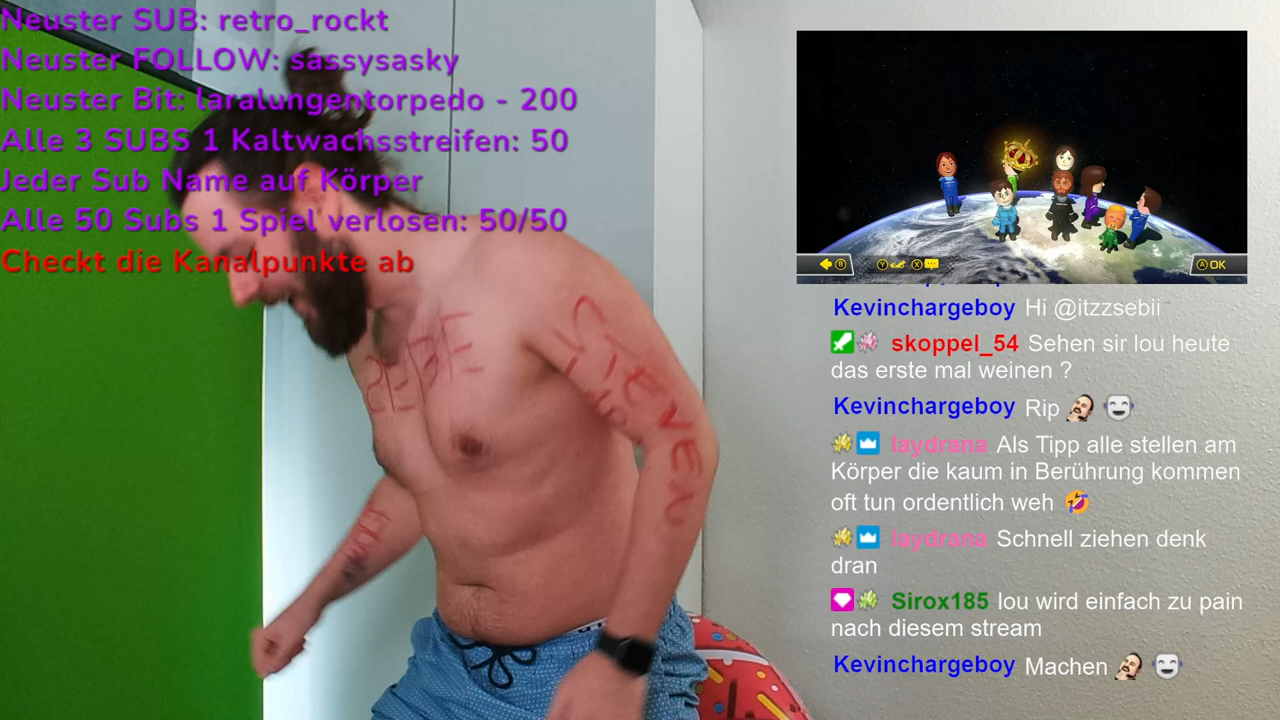 Neuster SUB: retro_rockt
Neuster FOLLOW: sassysasky
Neuster Bit: laralungentorpedo - 200
Alle 3 SUBS 1 Kaltwachsstreifen: 50
Jeder Sub Name auf Körper
Alle 50 Subs 1 Spiel verlosen: 50/50
Checkt die Kanalpunkte ab
B
Y
X
A OK
Kevinchargeboy Hi @itzzsebii
skoppel_54 Sehen sir lou heute
das erste mal weinen ?
Kevinchargeboy Rip
laydrana Als Tipp alle stellen am
Körper die kaum in Berührung kommen
oft tun ordentlich weh
laydrana Schnell ziehen denk
dran
Sirox185 lou wird einfach zu pain
nach diesem stream
Kevinchargeboy Machen